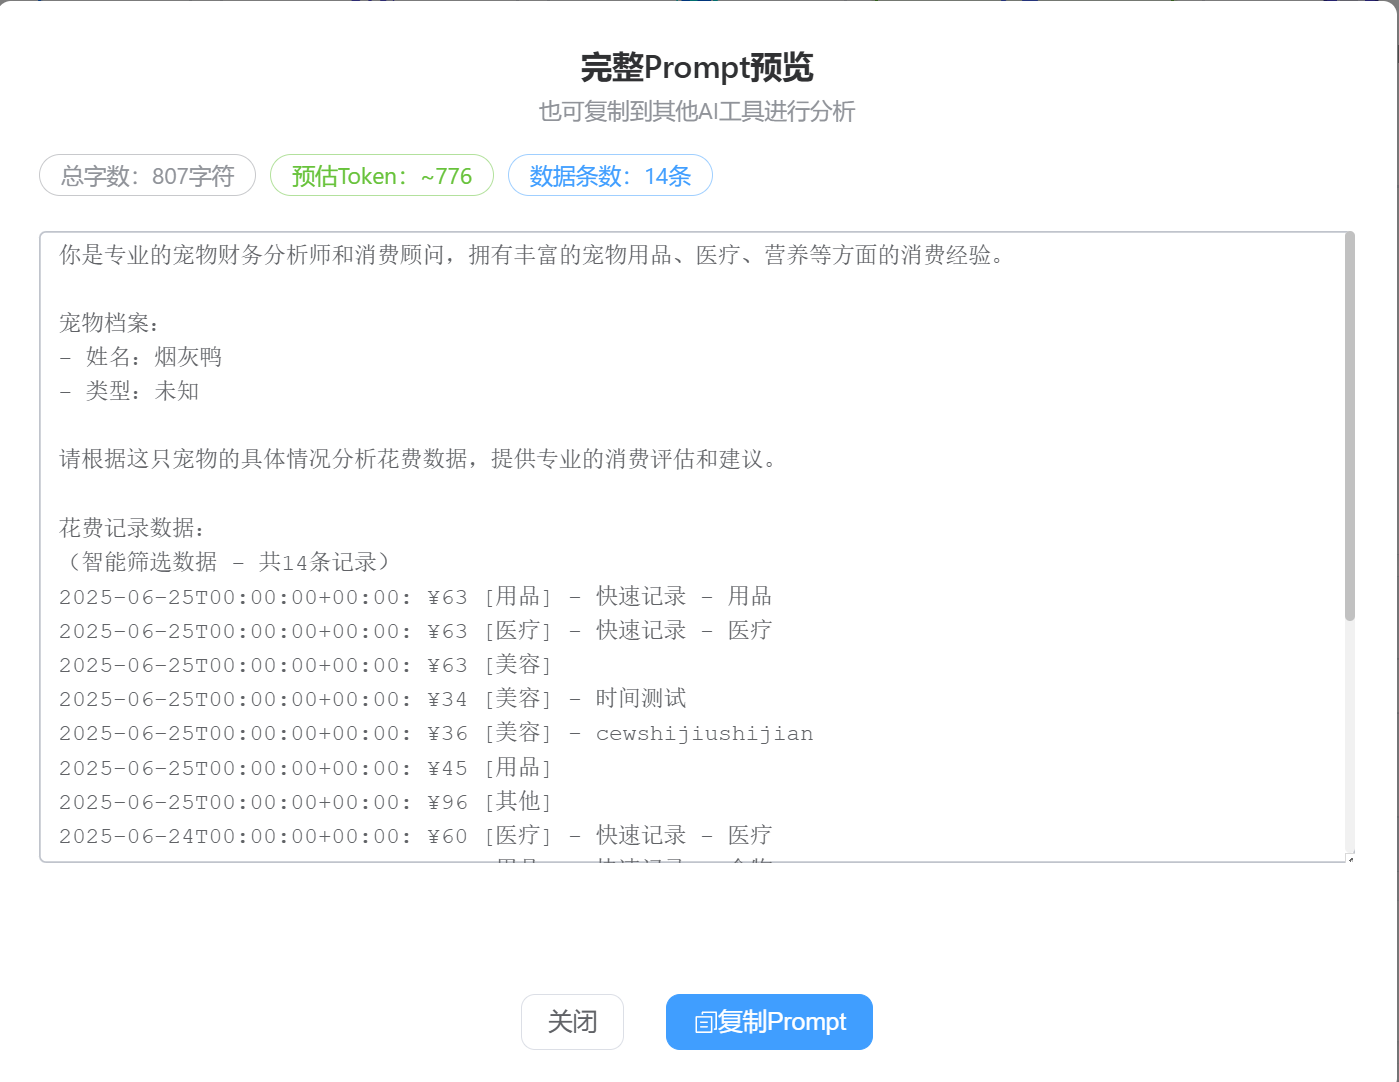 完整Prompt预览
也可复制到其他AI工具进行分析
总字数：807字符
预估Token：~776
数据条数：14条
你是专业的宠物财务分析师和消费顾问，拥有丰富的宠物用品、医疗、营养等方面的消费经验。
宠物档案：
- 姓名：烟灰鸭
- 类型：未知
请根据这只宠物的具体情况分析花费数据，提供专业的消费评估和建议。
花费记录数据：
（智能筛选数据 - 共14条记录）
2025-06-25T00:00:00+00:00: ¥63 [用品] - 快速记录 - 用品
2025-06-25T00:00:00+00:00: ¥63 [医疗] - 快速记录 - 医疗
2025-06-25T00:00:00+00:00: ¥63 [美容]
2025-06-25T00:00:00+00:00: ¥34 [美容] - 时间测试
2025-06-25T00:00:00+00:00: ¥36 [美容] - cewshijiushijian
2025-06-25T00:00:00+00:00: ¥45 [用品]
2025-06-25T00:00:00+00:00: ¥96 [其他]
2025-06-24T00:00:00+00:00: ¥60 [医疗] - 快速记录 - 医疗
关闭
复制Prompt